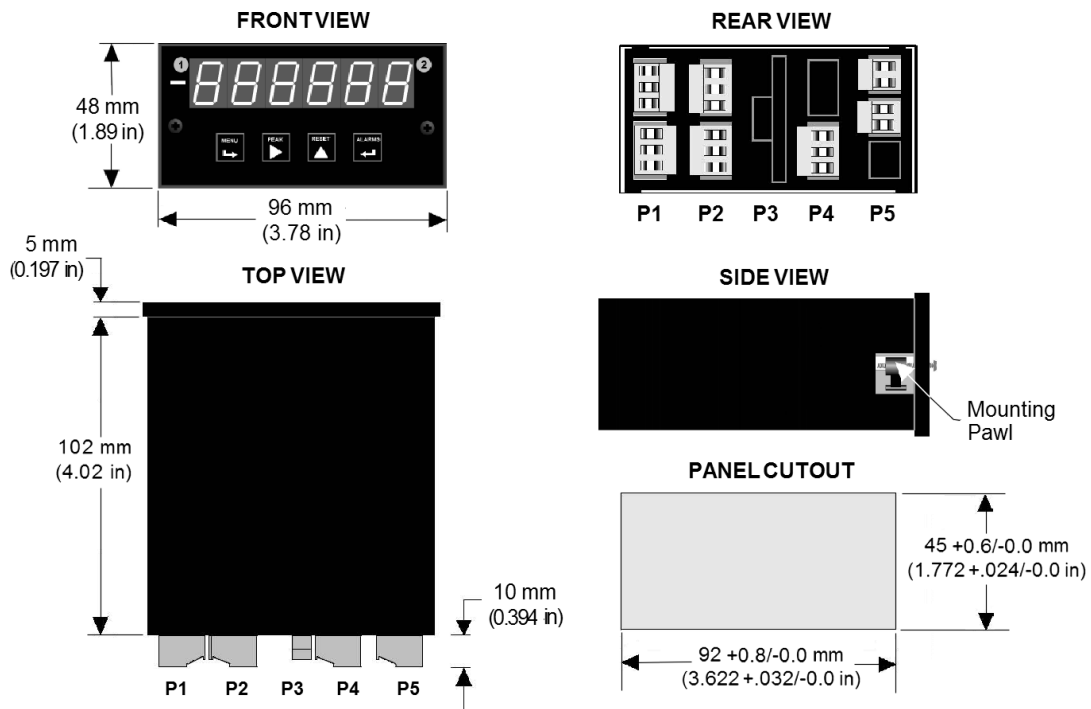 FRONT VIEW
1
2
888888
MENU
PEAK
RESET
ALARMS
48 mm
(1.89 in)
96 mm
(3.78 in)
REAR VIEW
P1 P2 P3 P4 P5
5 mm
(0.197 in)
TOP VIEW
102 mm
(4.02 in)
10 mm
(0.394 in)
P1 P2 P3 P4 P5
SIDE VIEW
Mounting
Pawl
PANEL CUTOUT
45 +0.6/-0.0 mm
(1.772 +.024/-0.0 in)
92 +0.8/-0.0 mm
(3.622 +.032/-0.0 in)